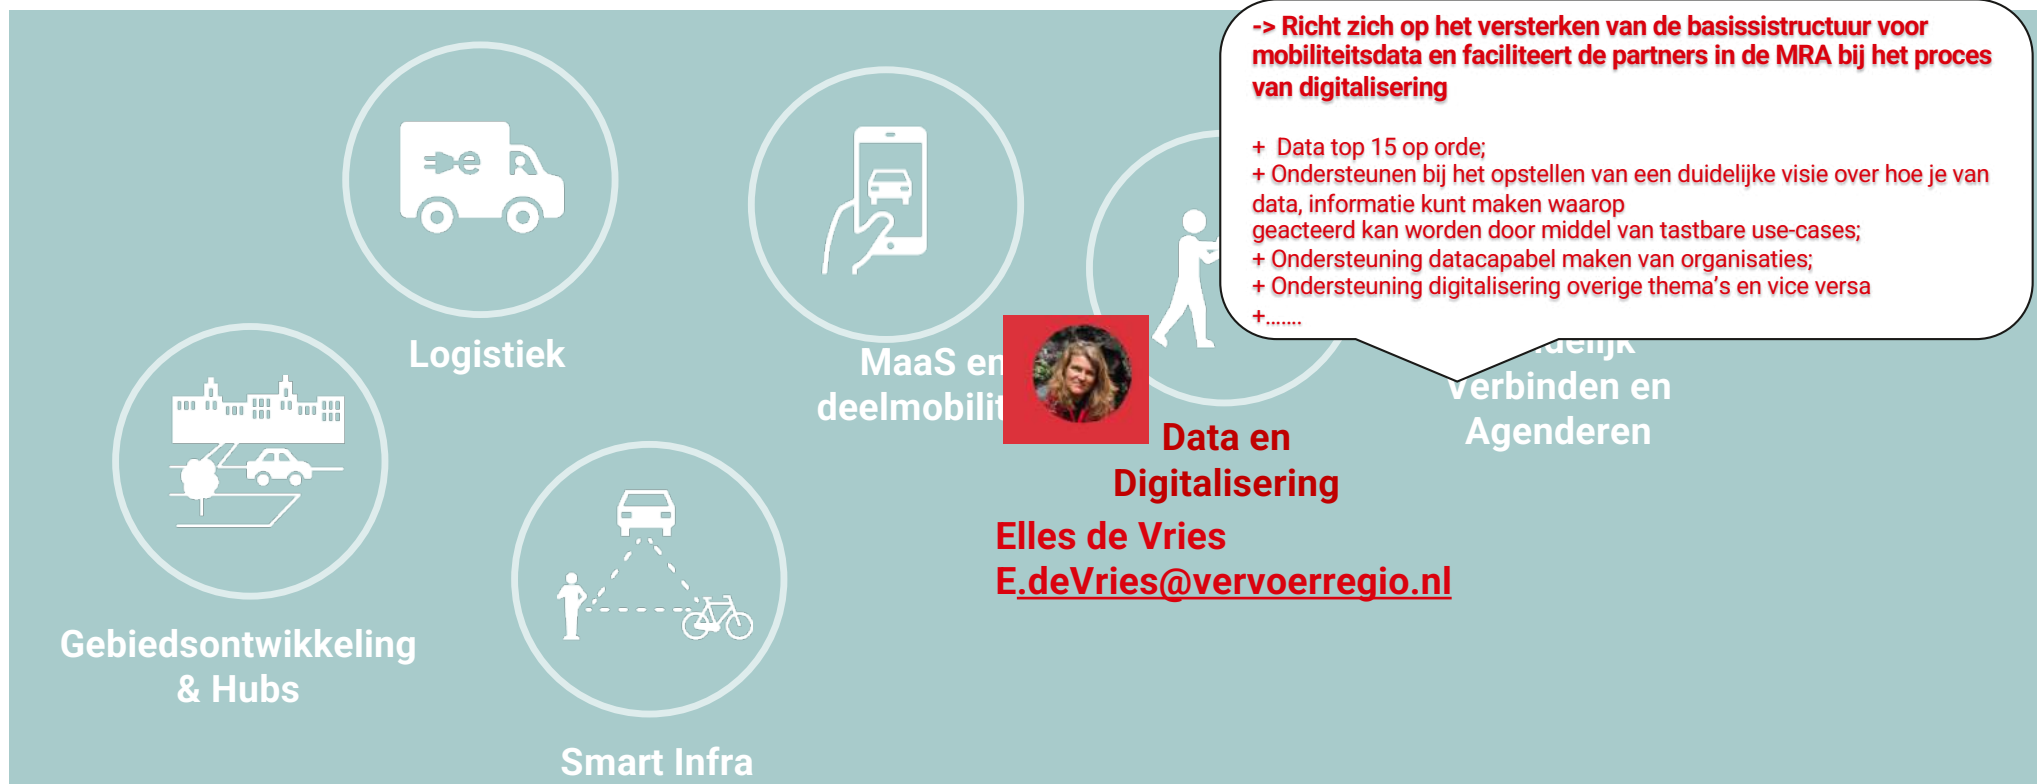 -> Richt zich op het versterken van de basissistructuur voor
mobiliteitsdata en faciliteert de partners in de MRA bij het proces
van digitalisering
+ Data top 15 op orde;
+ Ondersteunen bij het opstellen van een duidelijke visie over hoe je van
data, informatie kunt maken waarop
geacteerd kan worden door middel van tastbare use-cases;
+ Ondersteuning datacapabel maken van organisaties;
+ Ondersteuning digitalisering overige thema's en vice versa
+.......
e
Logistiek
MaaS en
deelmobilit
Verbinden en
Agenderen
Data en
Digitalisering
Elles de Vries
E.deVries@vervoerregio.nl
Gebiedsontwikkeling
& Hubs
Smart Infra